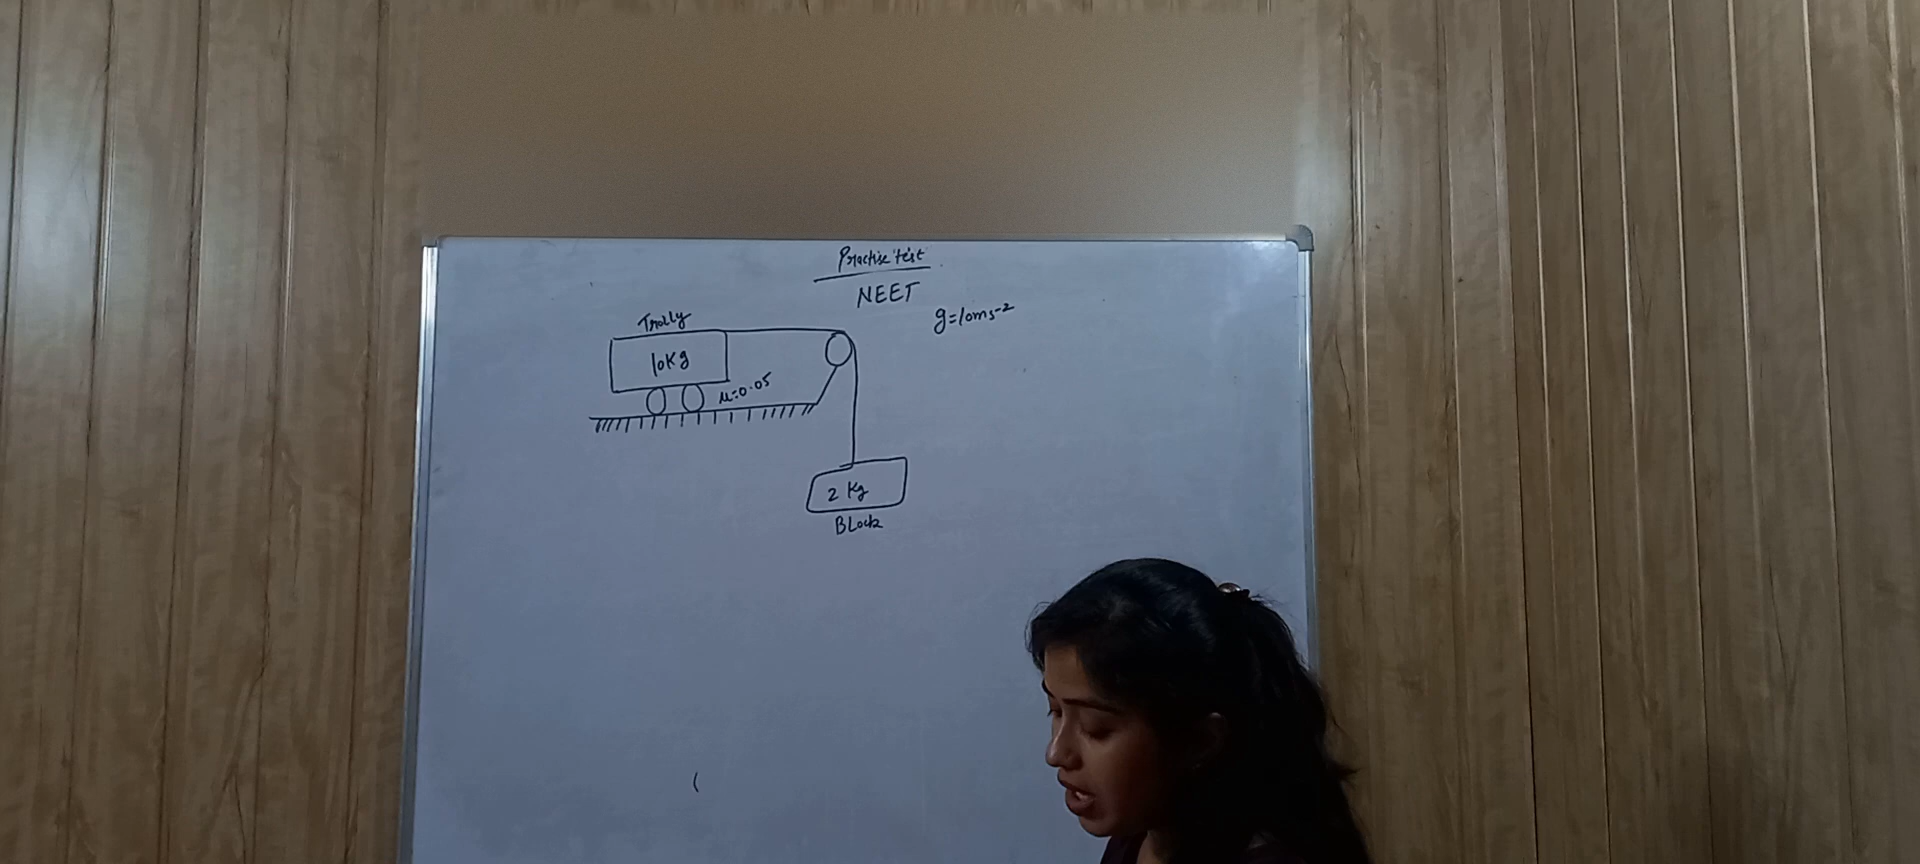 Practise test
NEET
g=10ms-2
Trolly
10Kg
μ=0.05
2 Kg
BLock